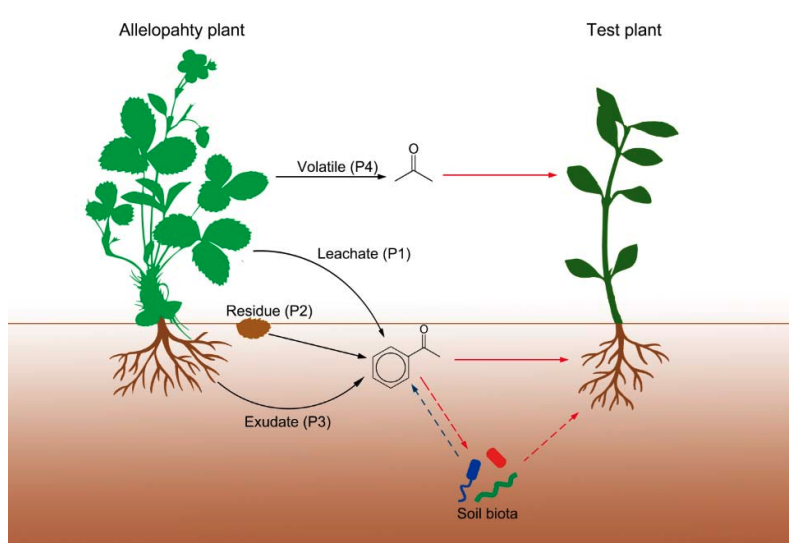 Allelopahty plant
Test plant
O
Volatile (P4)
Leachate (P1)
Residue (P2)
O
Exudate (P3)
Soil biota